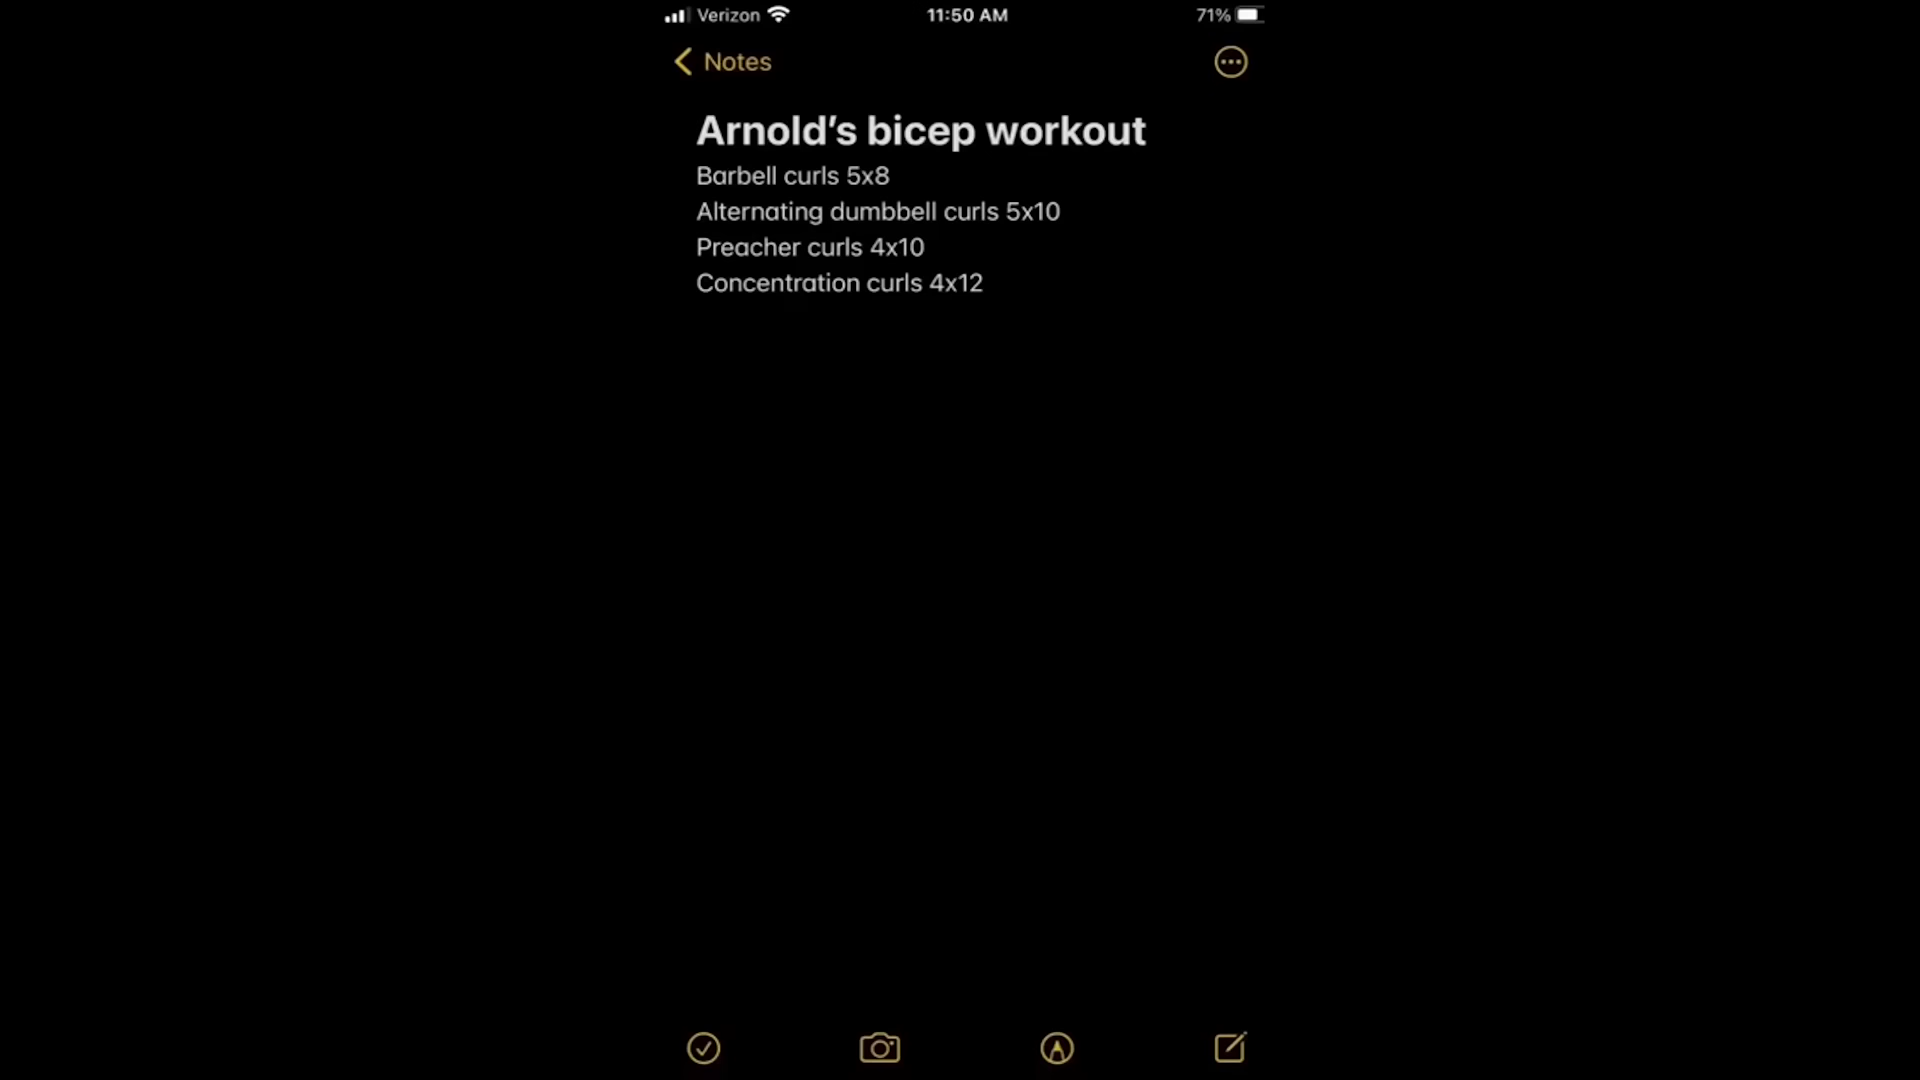 Verizon 11:50 AM 71%
Notes
Arnold’s bicep workout
Barbell curls 5x8
Alternating dumbbell curls 5x10
Preacher curls 4x10
Concentration curls 4x12